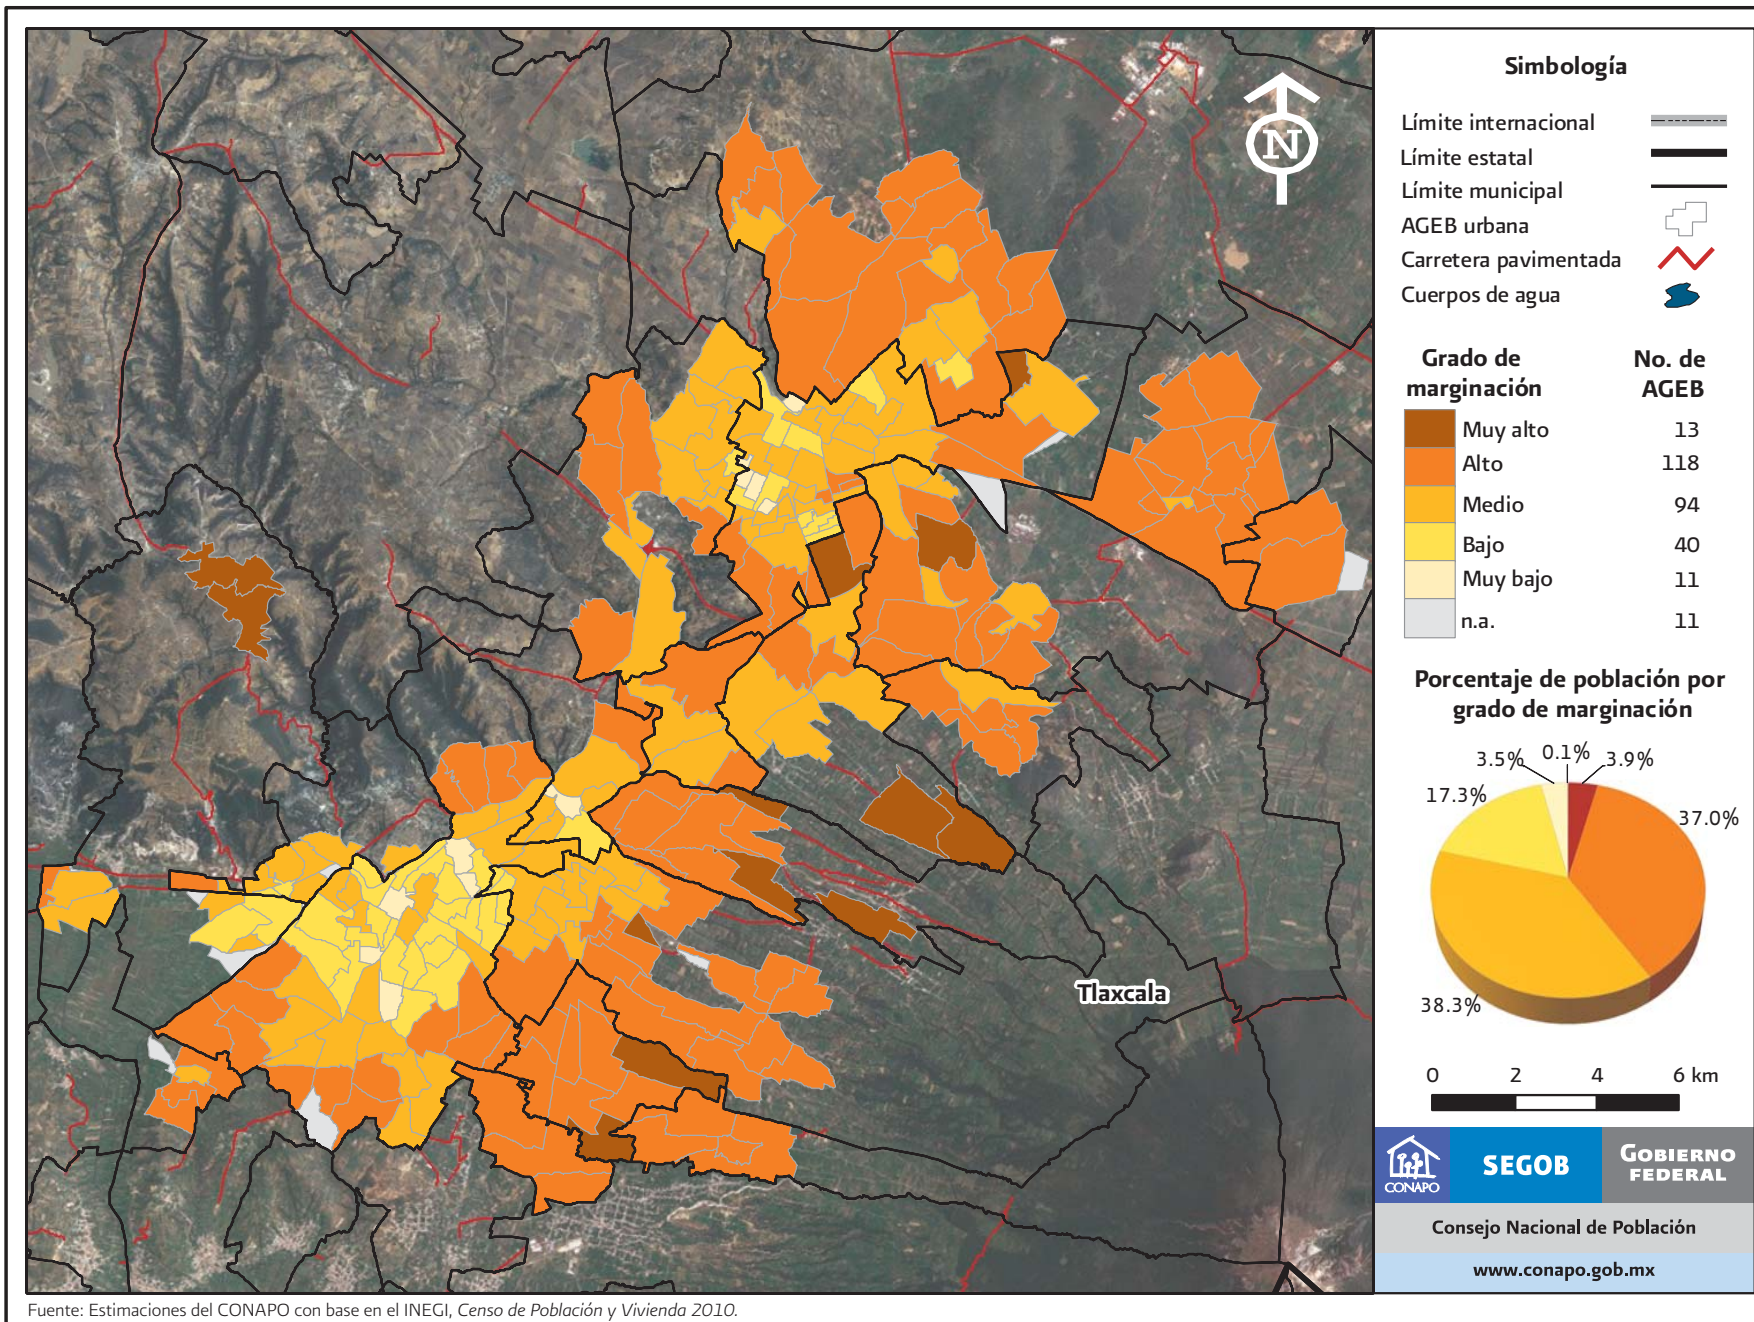 N
Tlaxcala
Simbología
Límite internacional
Límite estatal
Límite municipal
AGEB urbana
Carretera pavimentada
Cuerpos de agua
Grado de marginación No. de AGEB
Muy alto 13
Alto 118
Medio 94
Bajo 40
Muy bajo 11
n.a. 11
Porcentaje de población por
grado de marginación
3.5% 0.1% 3.9%
17.3%
37.0%
38.3%
0 2 4 6 km
CONAPO
SEGOB
GOBIERNO
FEDERAL
Consejo Nacional de Población
www.conapo.gob.mx
Fuente: Estimaciones del CONAPO con base en el INEGI, Censo de Población y Vivienda 2010.